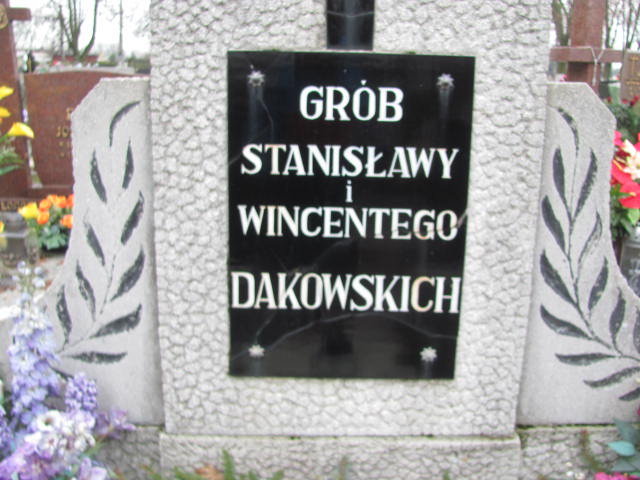 GRÓB
STANISŁAWY
i
WINCENTEGO
DAKOWSKICH